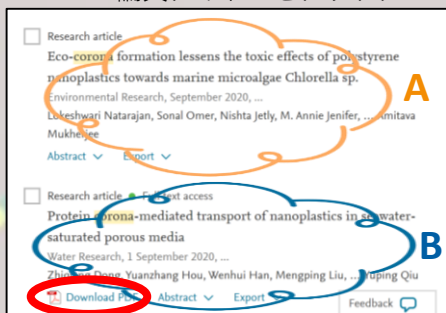 Research article
Eco-corona formation lessens the toxic effects of polystyrene
nanoplastics towards marine microalgae Chlorella sp.
Environmental Research, September 2020, ...
Lokeshwari Natarajan, Sonal Omer, Nishta Jetly, M. Annie Jenifer, ... Amitava
Mukherjee
Abstract Export
A
Research article Full text access
Protein corona-mediated transport of nanoplastics in seawater-
saturated porous media
Water Research, 1 September 2020, ...
Zhiqiang Dong, Yuanzhang Hou, Wenhui Han, Mengping Liu, ... Yuping Qiu
B
Download PDF Abstract Export
Feedback